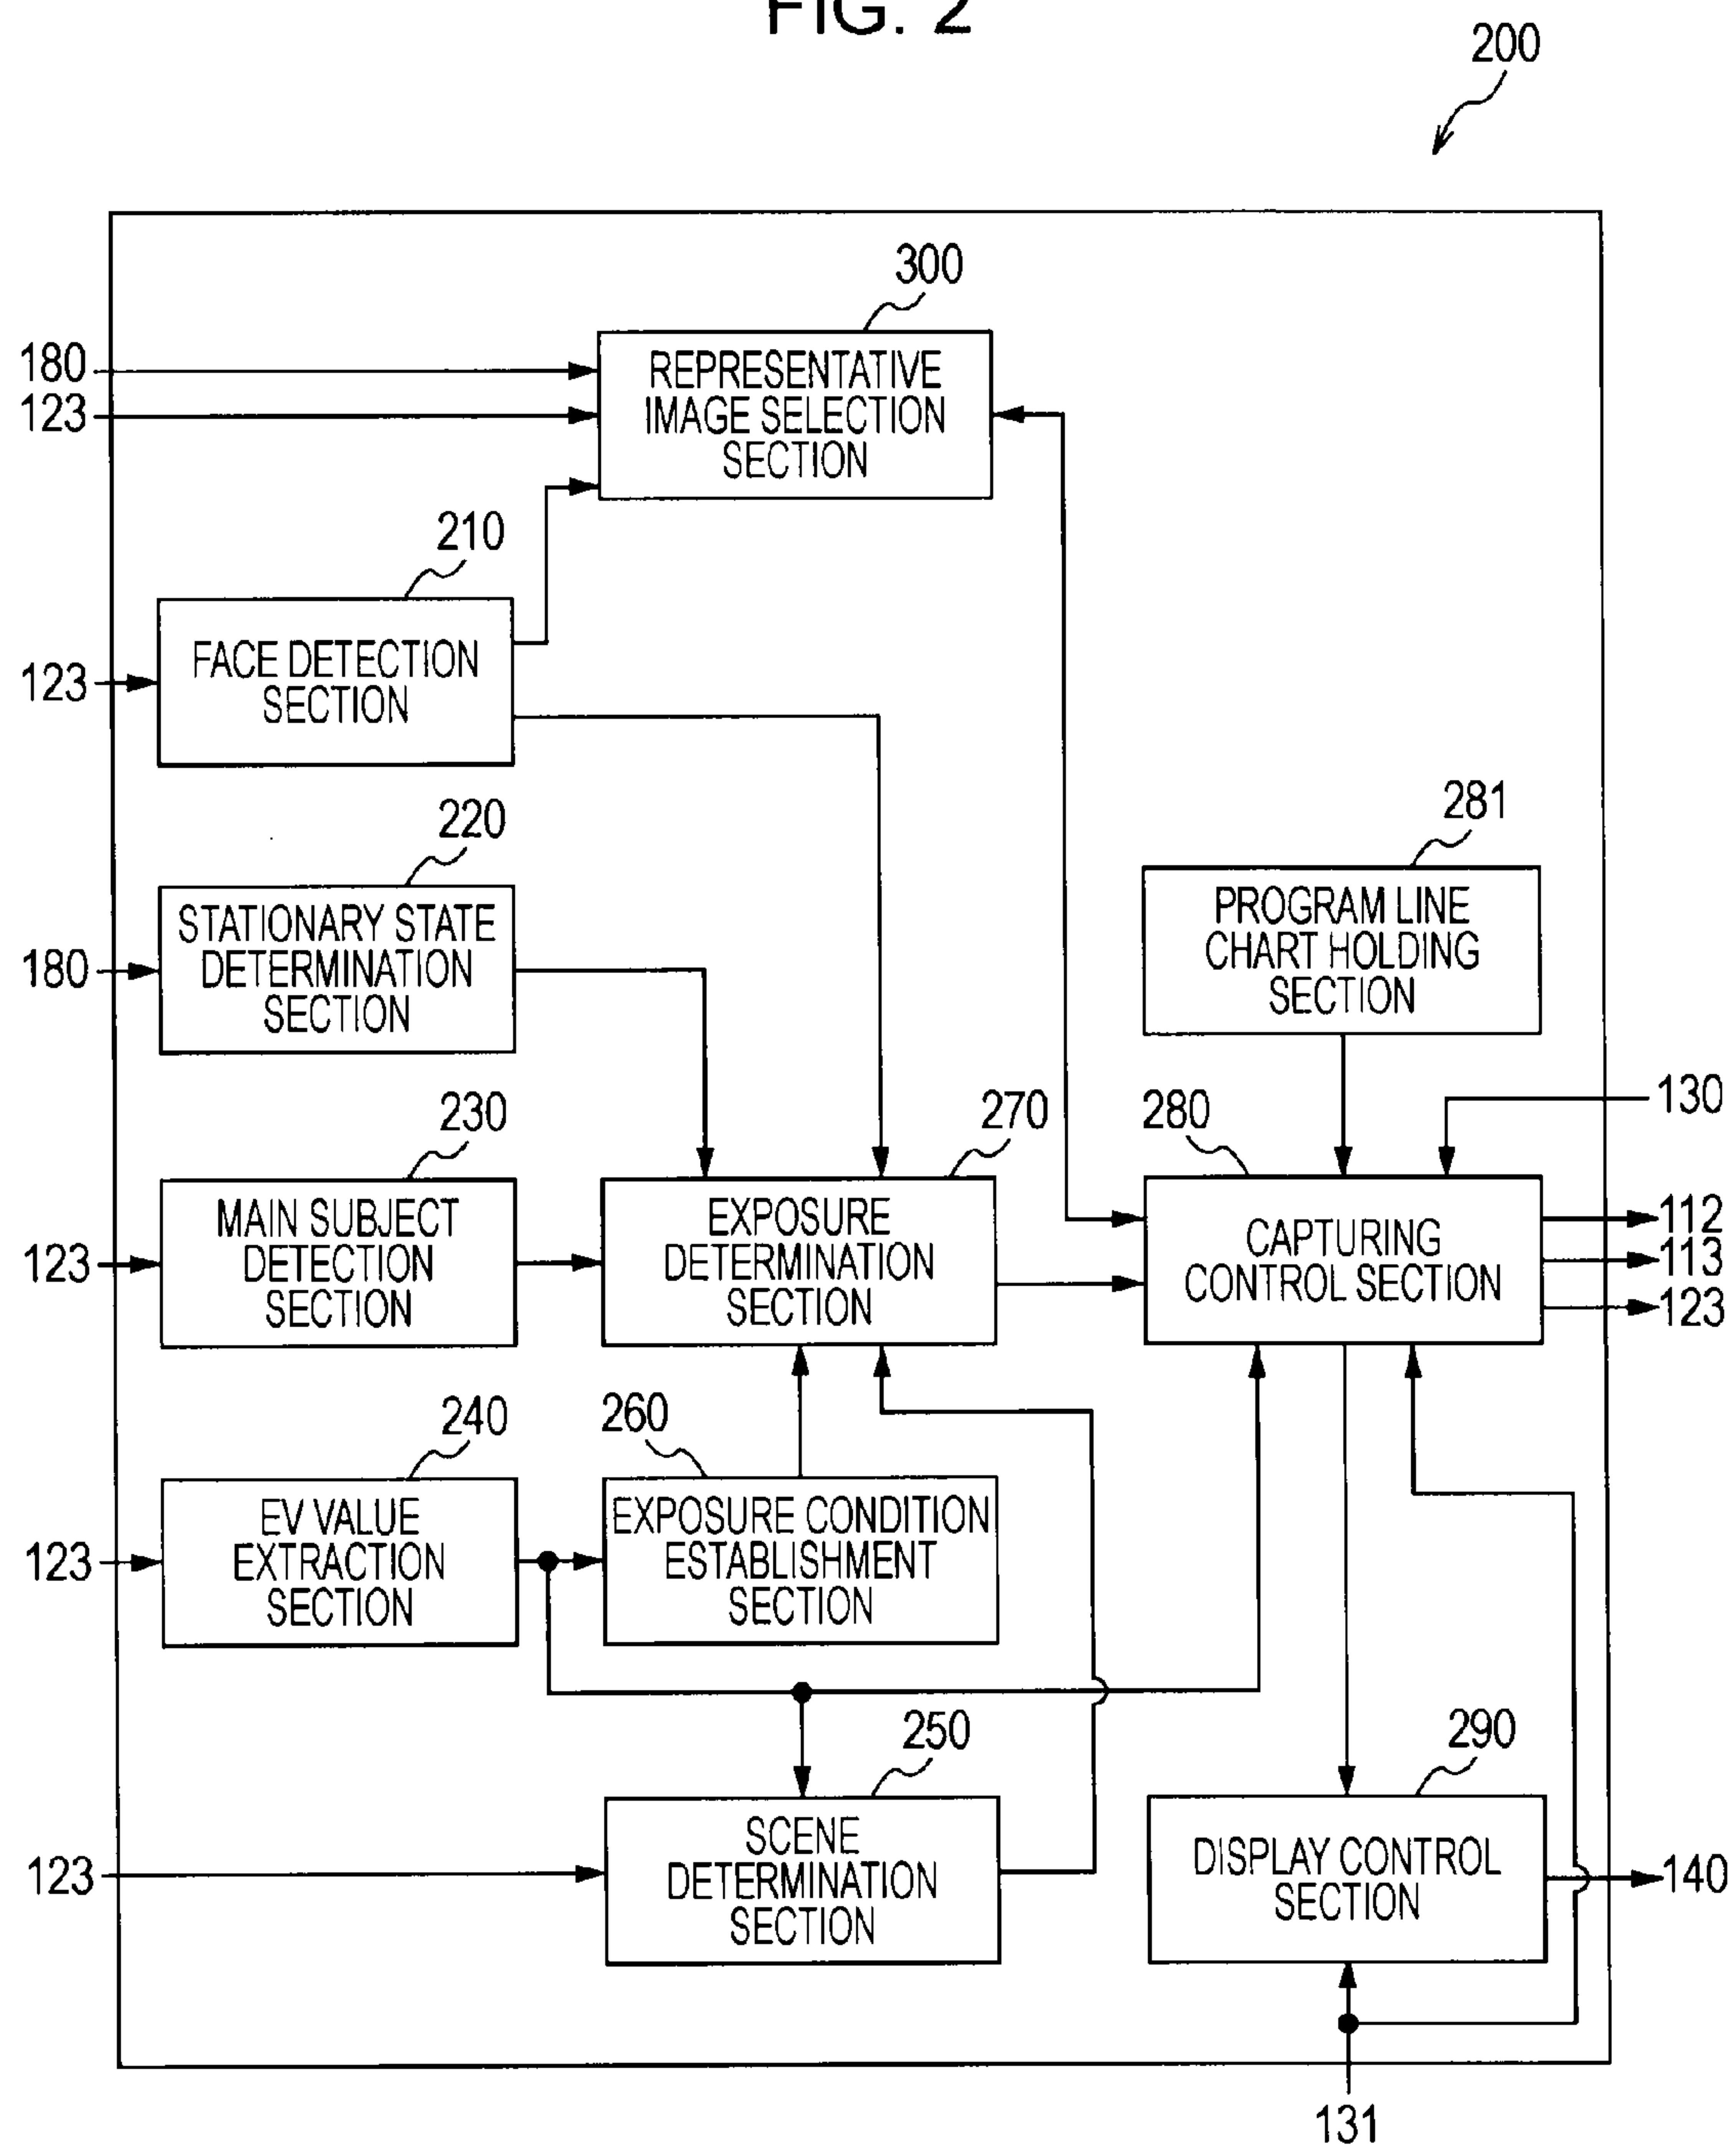 FIG. 2
200
300
180
123
REPRESENTATIVE
IMAGE SELECTION
SECTION
210
123
FACE DETECTION
SECTION
220
180
STATIONARY STATE
DETERMINATION
SECTION
281
PROGRAM LINE
CHART HOLDING
SECTION
230
123
MAIN SUBJECT
DETECTION
SECTION
270
EXPOSURE
DETERMINATION
SECTION
280
130
CAPTURING
CONTROL SECTION
112
113
123
240
123
EV VALUE
EXTRACTION
SECTION
260
EXPOSURE CONDITION
ESTABLISHMENT
SECTION
250
123
SCENE
DETERMINATION
SECTION
290
DISPLAY CONTROL
SECTION
140
131